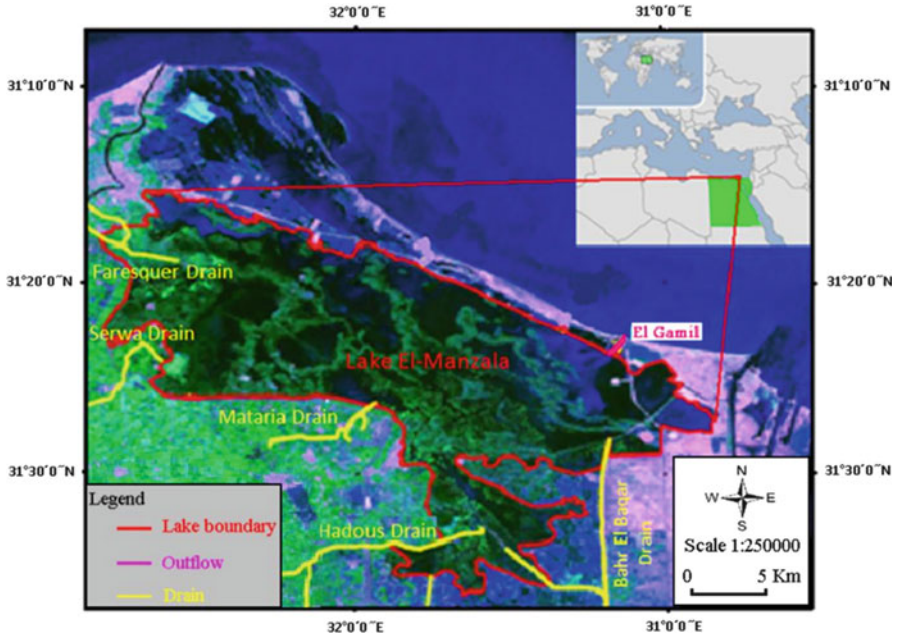 32°0'0"E
31°0'0"E
31°10'0"N
31°10'0"N
31°20'0"N
31°20'0"N
31°30'0"N
31°30'0"N
Faresquer Drain
Serwa Drain
El Gamil
Lake El-Manzala
Mataria Drain
Hadous Drain
Bahr El Baqar
Drain
Legend
Lake boundary
Outflow
Drain
N
W
E
S
Scale 1:250000
0 5 Km
32°0'0"E
31°0'0"E